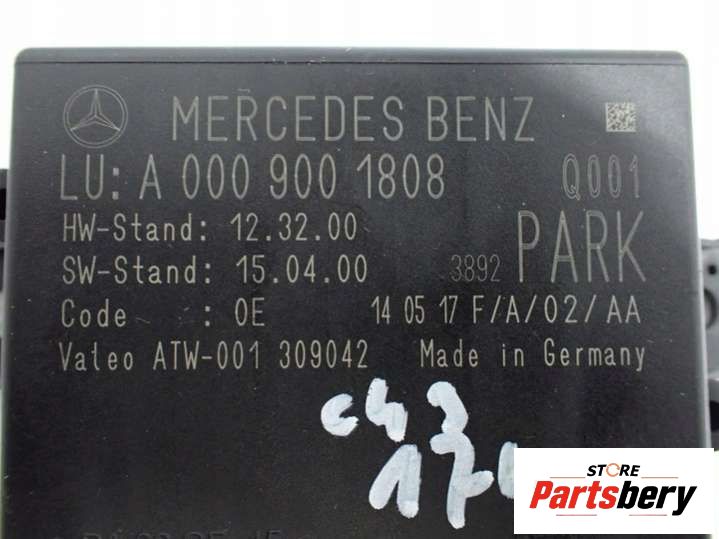 MERCEDES BENZ
LU: A 000 900 1808 Q001
HW-Stand: 12.32.00
SW-Stand: 15.04.00 3892 PARK
Code : 0E 14 05 17 F/A/02/AA
Valeo ATW-001 309042 Made in Germany
C43
STORE
Partsbery